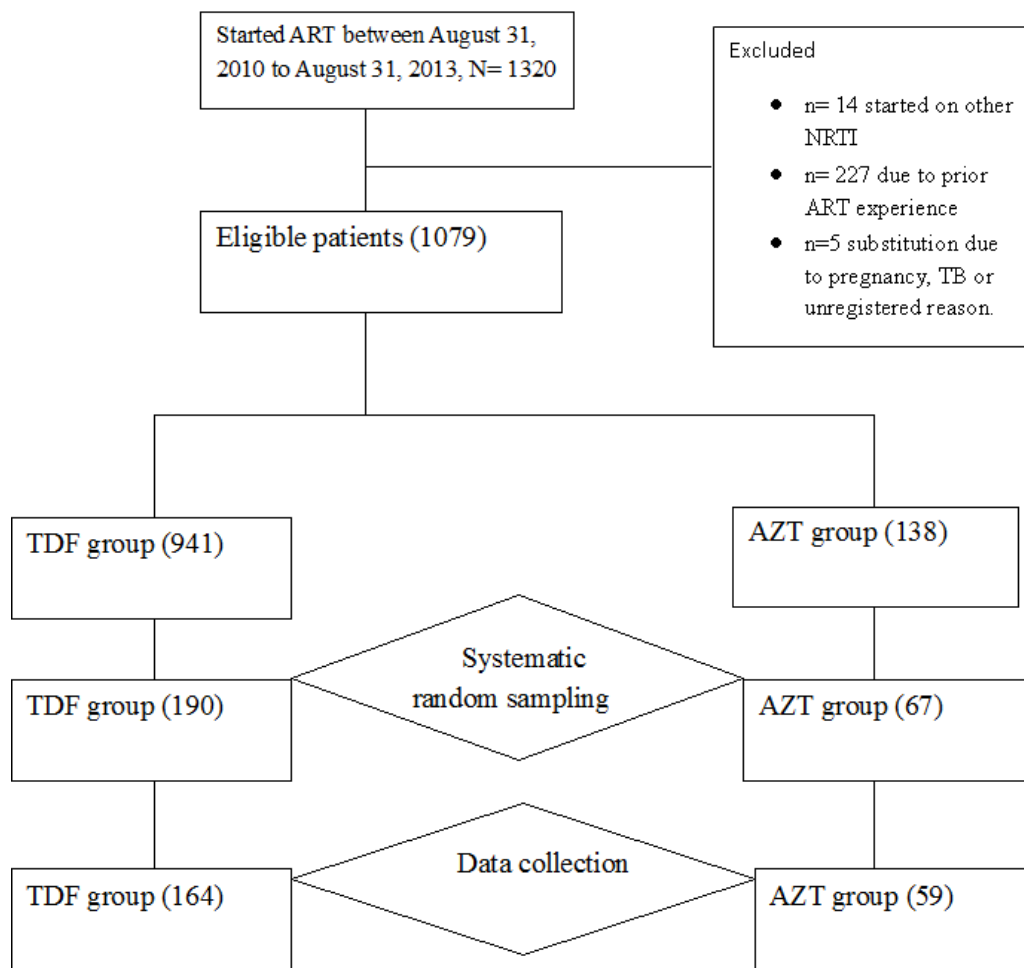 Started ART between August 31,
2010 to August 31, 2013, N= 1320
Excluded
● n= 14 started on other
NRTI
● n= 227 due to prior
ART experience
● n=5 substitution due
to pregnancy, TB or
unregistered reason.
Eligible patients (1079)
TDF group (941)
AZT group (138)
Systematic
random sampling
TDF group (190)
AZT group (67)
Data collection
TDF group (164)
AZT group (59)